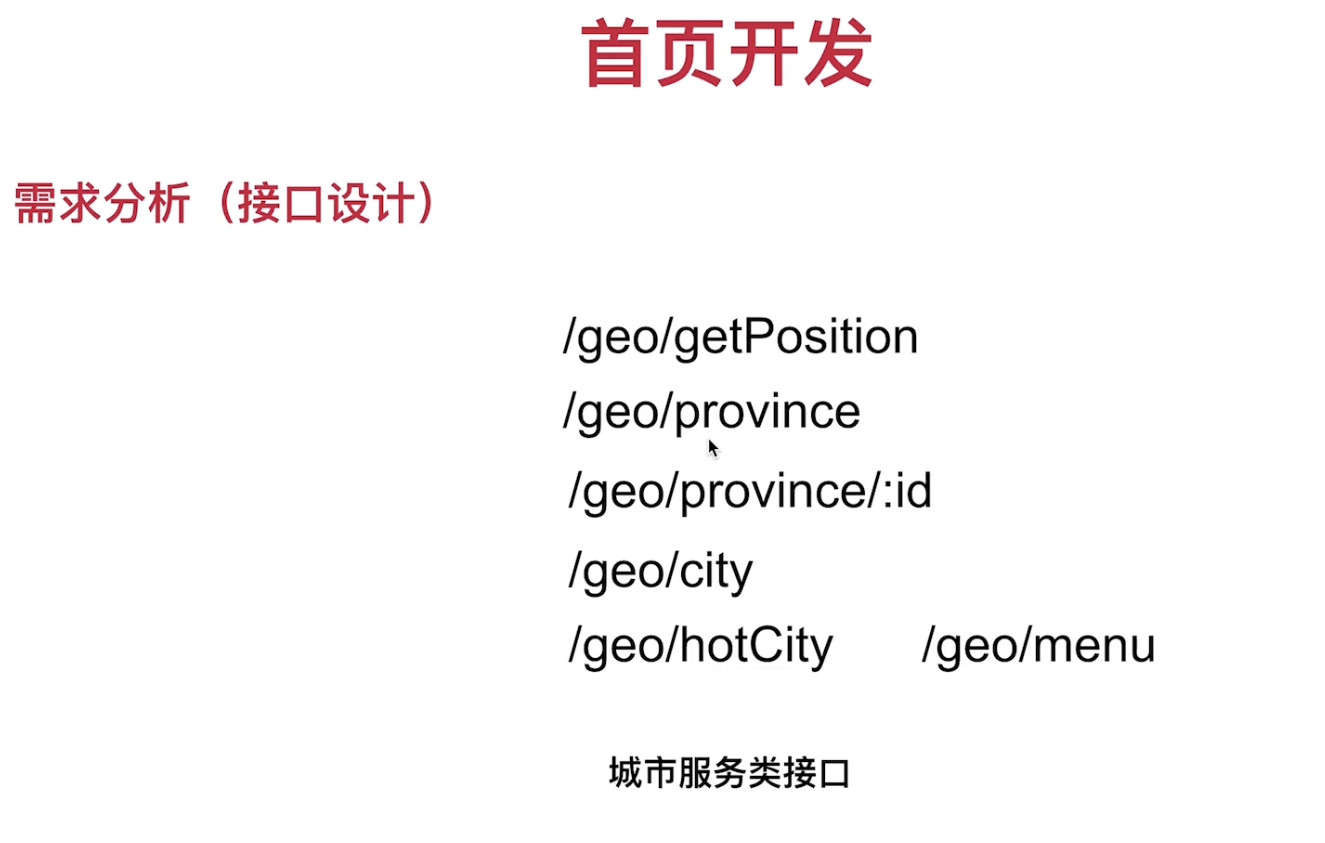 首页开发
需求分析（接口设计）
/geo/getPosition
/geo/province
/geo/province/:id
/geo/city
/geo/hotCity /geo/menu
城市服务类接口